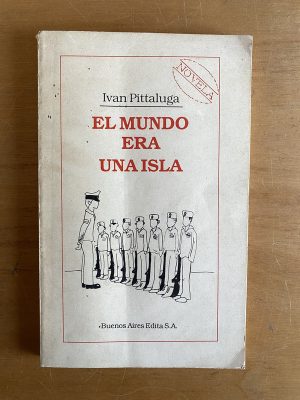 NOVELA
Ivan Pittaluga
EL MUNDO
ERA
UNA ISLA
Buenos Aires Edita S.A.